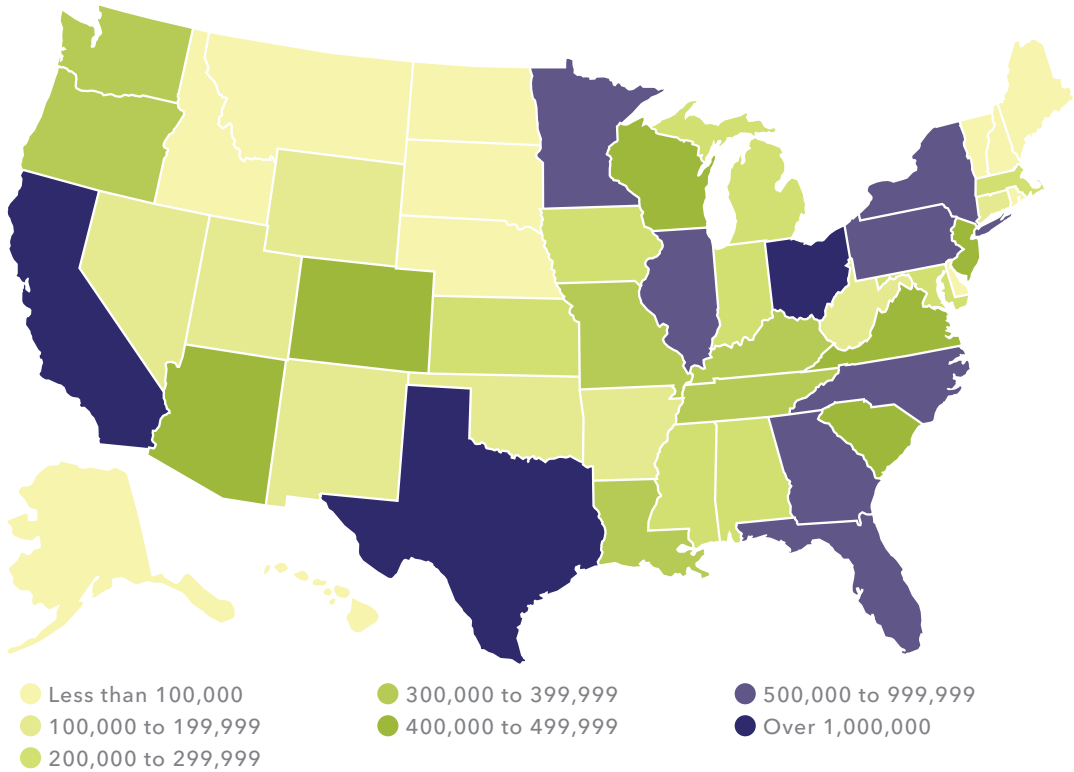 Less than 100,000
100,000 to 199,999
200,000 to 299,999
300,000 to 399,999
400,000 to 499,999
500,000 to 999,999
Over 1,000,000